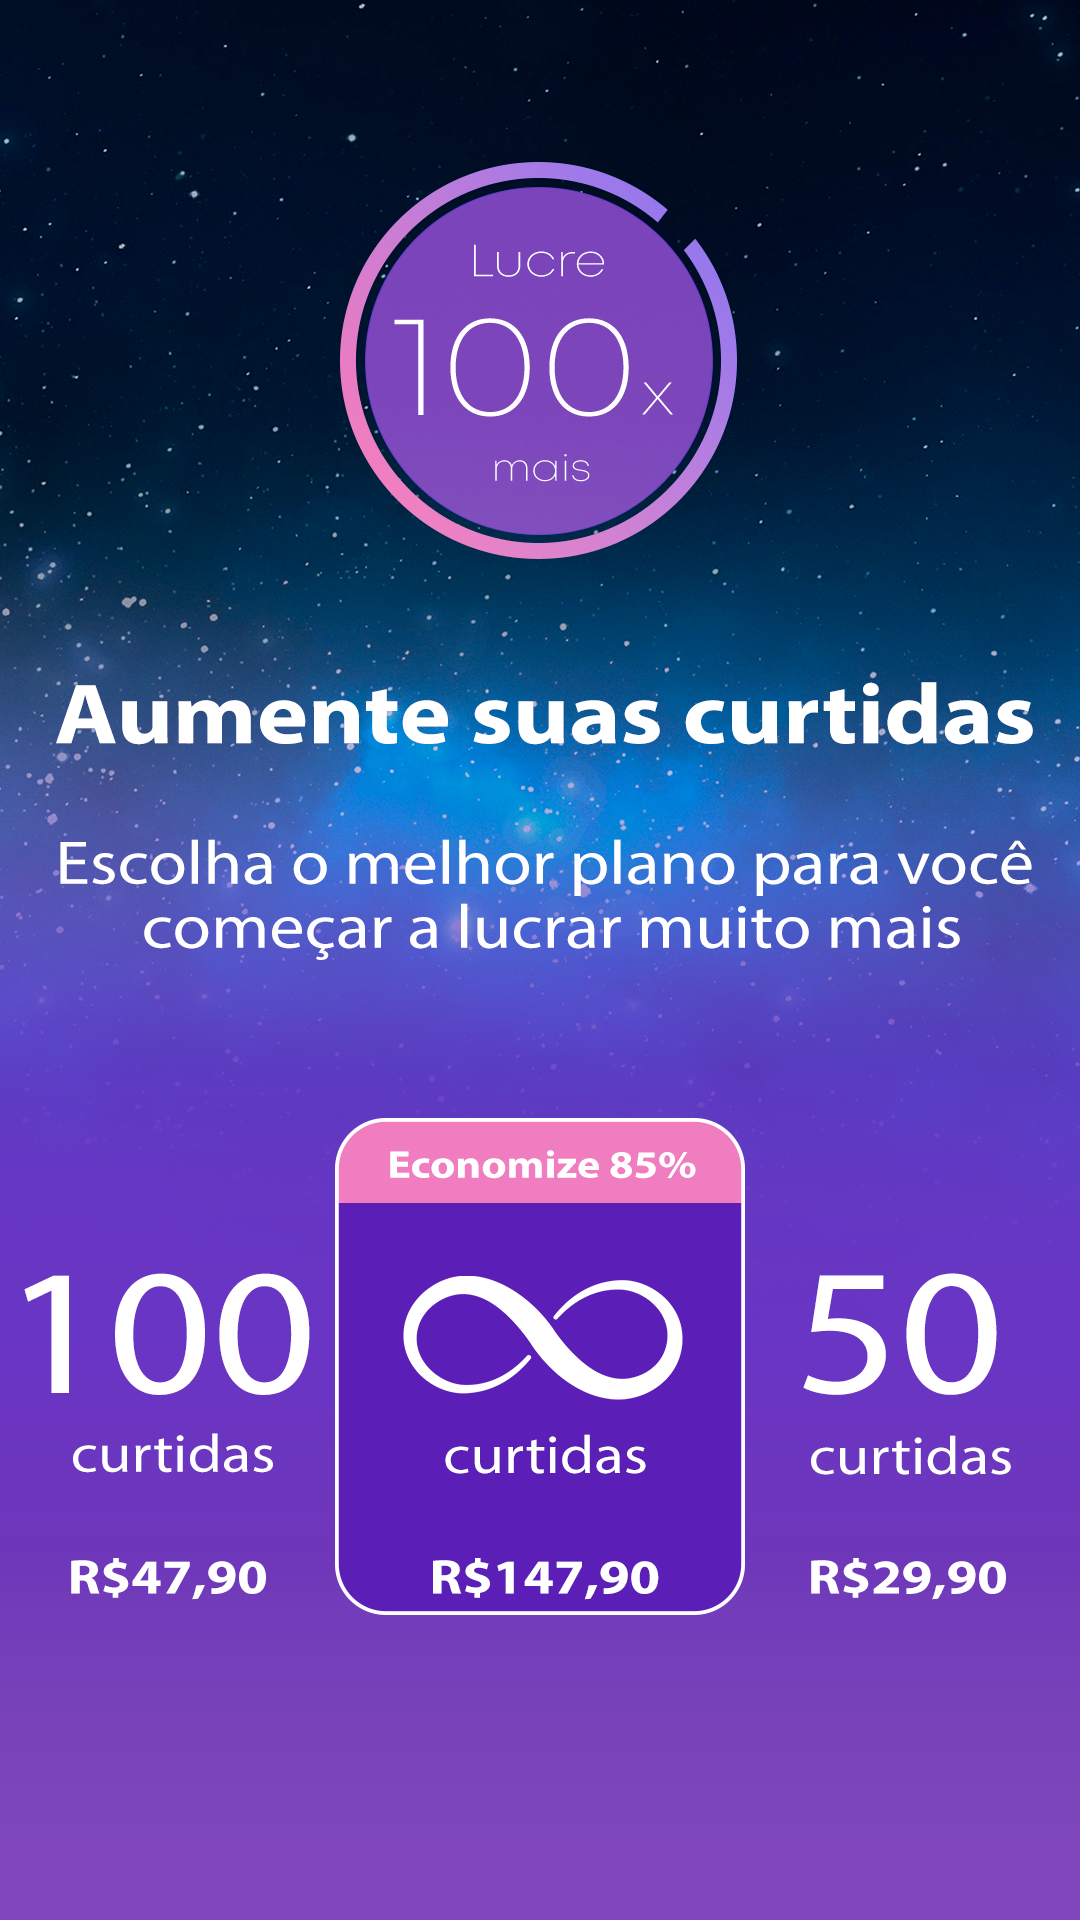 Lucre
100x
mais
Aumente suas curtidas
Escolha o melhor plano para você
começar a lucrar muito mais
100
curtidas
R$47,90
Economize 85%
∞
curtidas
R$147,90
50
curtidas
R$29,90